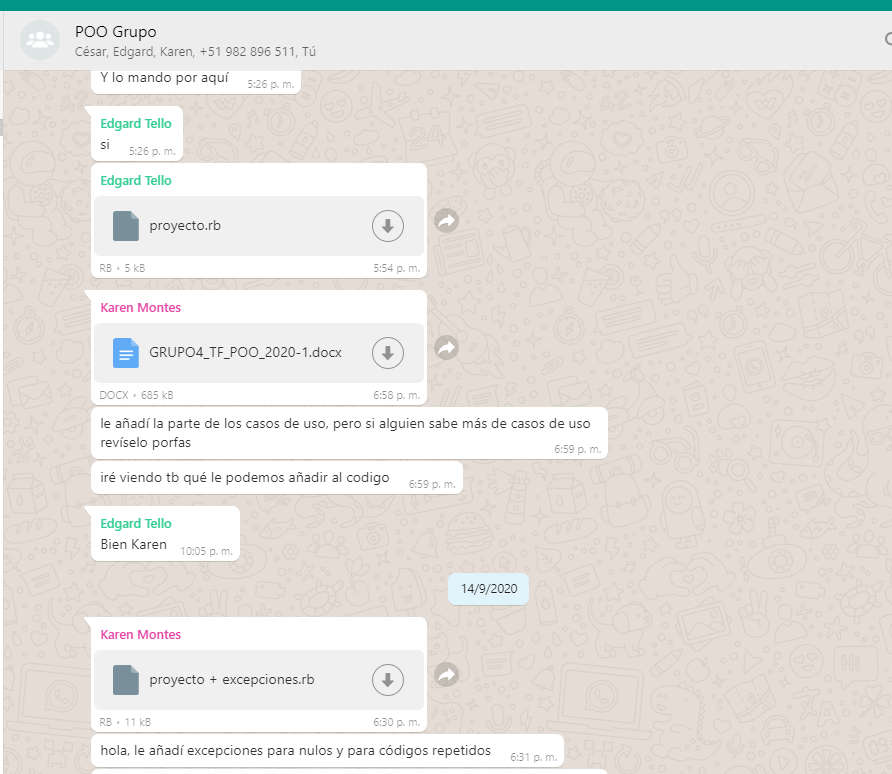 POO Grupo
César, Edgard, Karen, +51 982 896 511, Tú
Y lo mando por aquí
5:26 p. m.
Edgard Tello
si
5:26 p. m.
Edgard Tello
proyecto.rb
RB • 5 kB
5:54 p. m.
Karen Montes
GRUPO4_TF_POO_2020-1.docx
DOCX • 685 kB
6:58 p. m.
le añadí la parte de los casos de uso, pero si alguien sabe más de casos de uso
revíselo porfas
6:59 p. m.
iré viendo tb qué le podemos añadir al codigo
6:59 p. m.
Edgard Tello
Bien Karen
10:05 p. m.
14/9/2020
Karen Montes
proyecto + excepciones.rb
RB • 11 kB
6:30 p. m.
hola, le añadí excepciones para nulos y para códigos repetidos
6:31 p. m.